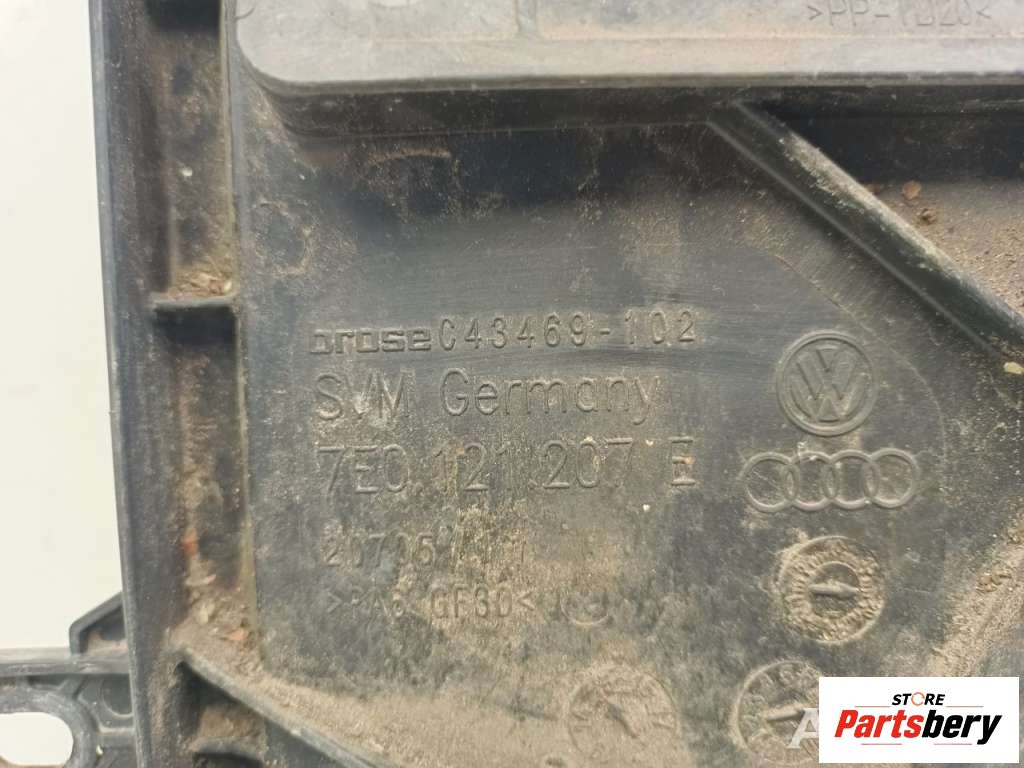 >PP-TD20<
brose C43469-102
SVM Germany
7E0 121 207 E
>PA6 GF30<
STORE
Partsbery